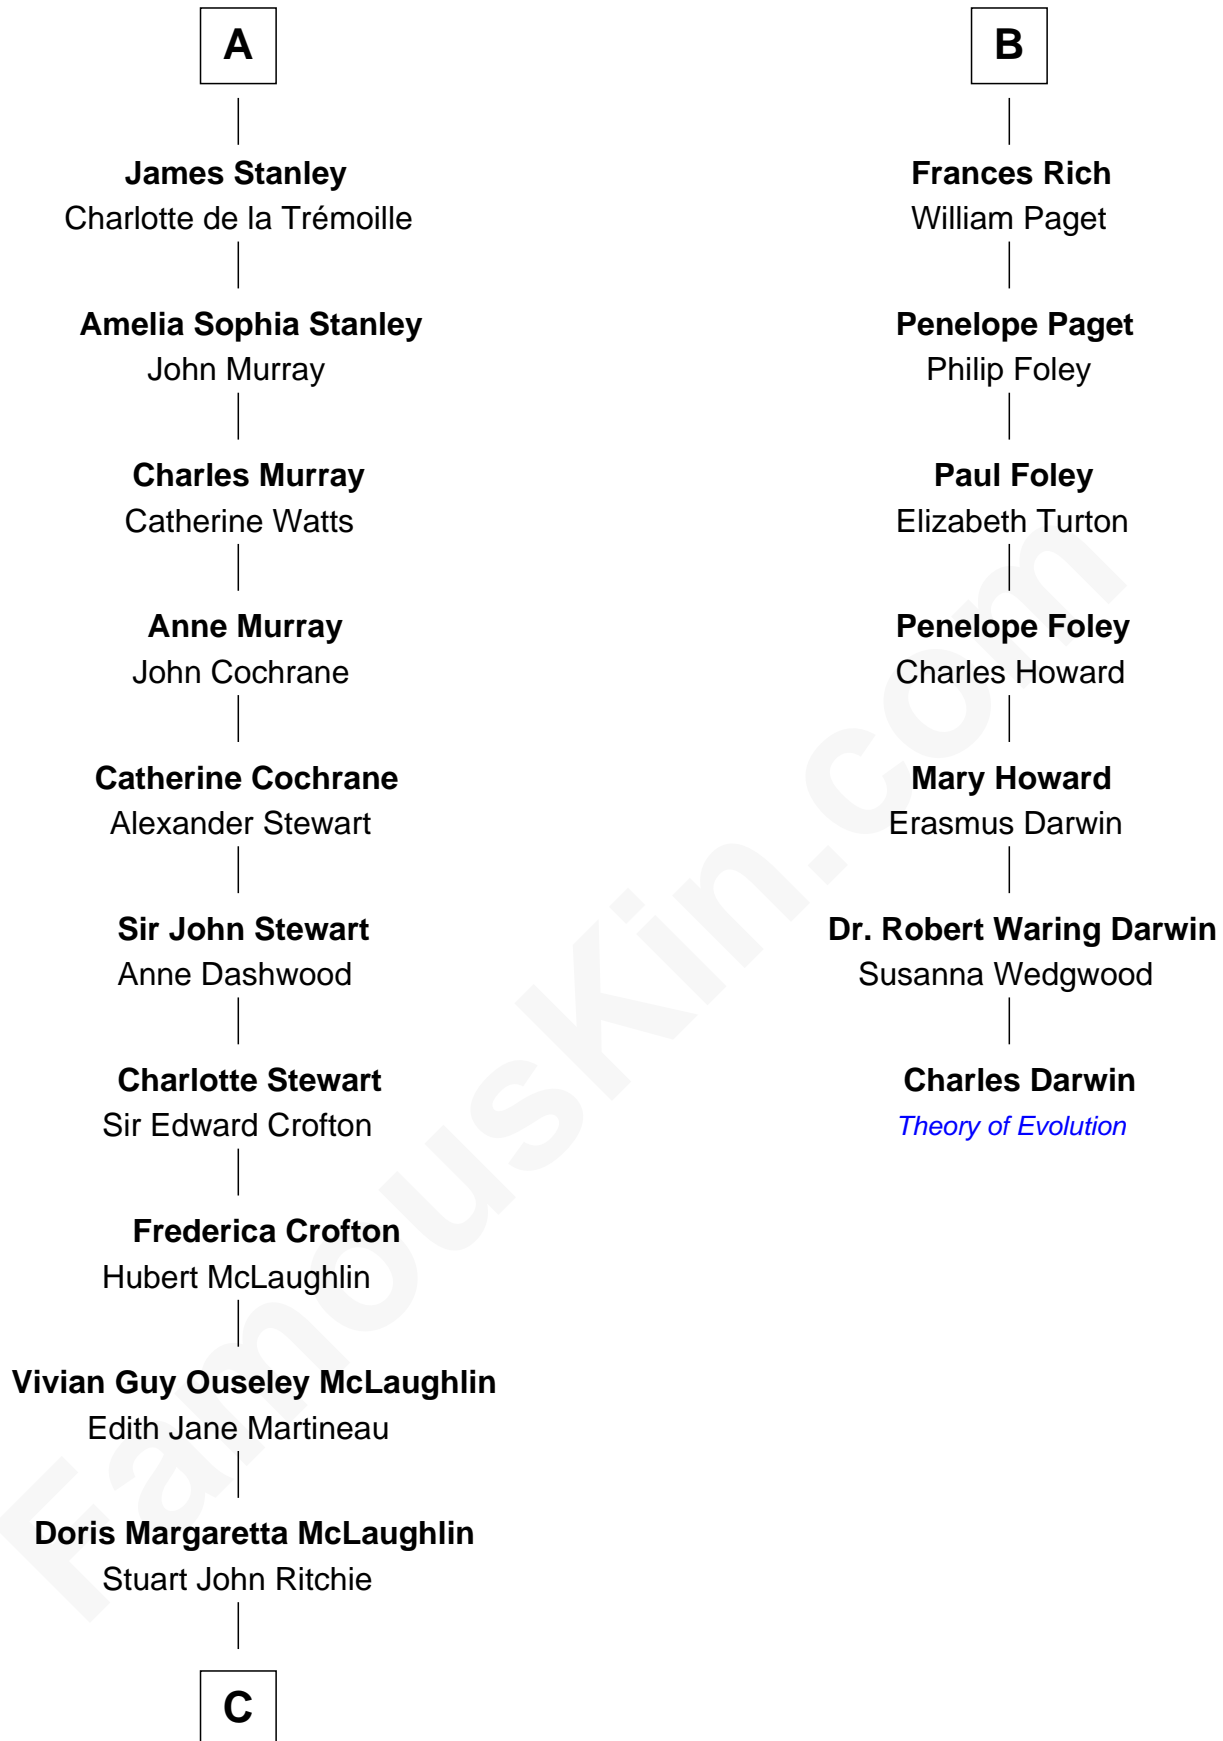 A
James Stanley
Charlotte de la Trémoille
Amelia Sophia Stanley
John Murray
Charles Murray
Catherine Watts
Anne Murray
John Cochrane
Catherine Cochrane
Alexander Stewart
Sir John Stewart
Anne Dashwood
Charlotte Stewart
Sir Edward Crofton
Frederica Crofton
Hubert McLaughlin
Vivian Guy Ouseley McLaughlin
Edith Jane Martineau
Doris Margaretta McLaughlin
Stuart John Ritchie
C
B
Frances Rich
William Paget
Penelope Paget
Philip Foley
Paul Foley
Elizabeth Turton
Penelope Foley
Charles Howard
Mary Howard
Erasmus Darwin
Dr. Robert Waring Darwin
Susanna Wedgwood
Charles Darwin
Theory of Evolution
FamousKin.com